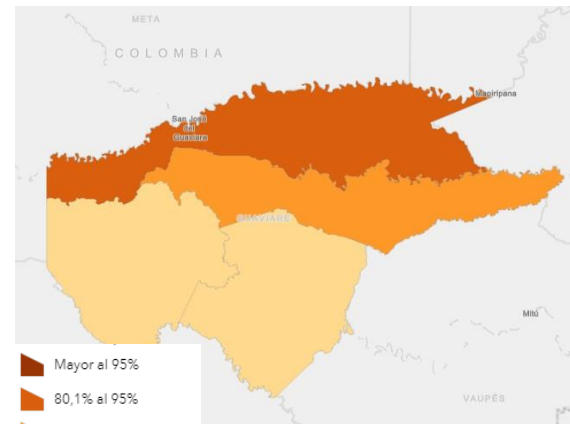 META
COLOMBIA
San José
del
Guaviare
Mapiripana
GUAVIARE
Mitú
VAUPÉS
Mayor al 95%
80,1% al 95%